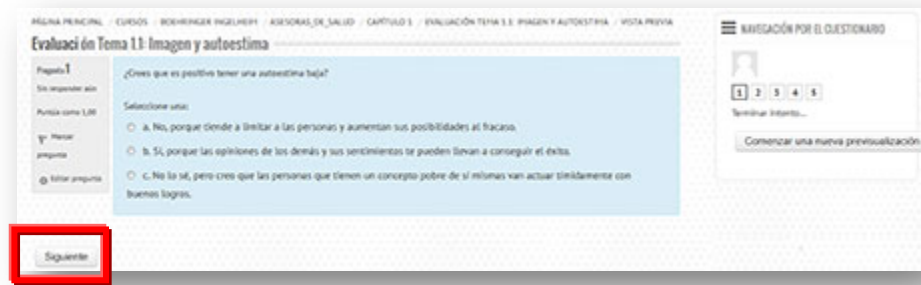 PÁGINA PRINCIPAL / CURSOS / BOEHRINGER INGELHEIM / ASESORAS_DE_SALUD / CAPÍTULO 1 / EVALUACIÓN TEMA 1.1: IMAGEN Y AUTOESTIMA / VISTA PREVIA
Evaluación Tema 1.1: Imagen y autoestima
Pregunta 1
Sin responder aún
Puntúa como 1,00
Marcar
pregunta
Editar pregunta
¿Crees que es positivo tener una autoestima baja?
Seleccione una:
a. No, porque tiende a limitar a las personas y aumentan sus posibilidades al fracaso.
b. Sí, porque las opiniones de los demás y sus sentimientos te pueden llevan a conseguir el éxito.
c. No lo sé, pero creo que las personas que tienen un concepto pobre de sí mismas van actuar tímidamente con
buenos logros.
Siguiente
NAVEGACIÓN POR EL CUESTIONARIO
1 2 3 4 5
Terminar intento...
Comenzar una nueva previsualización